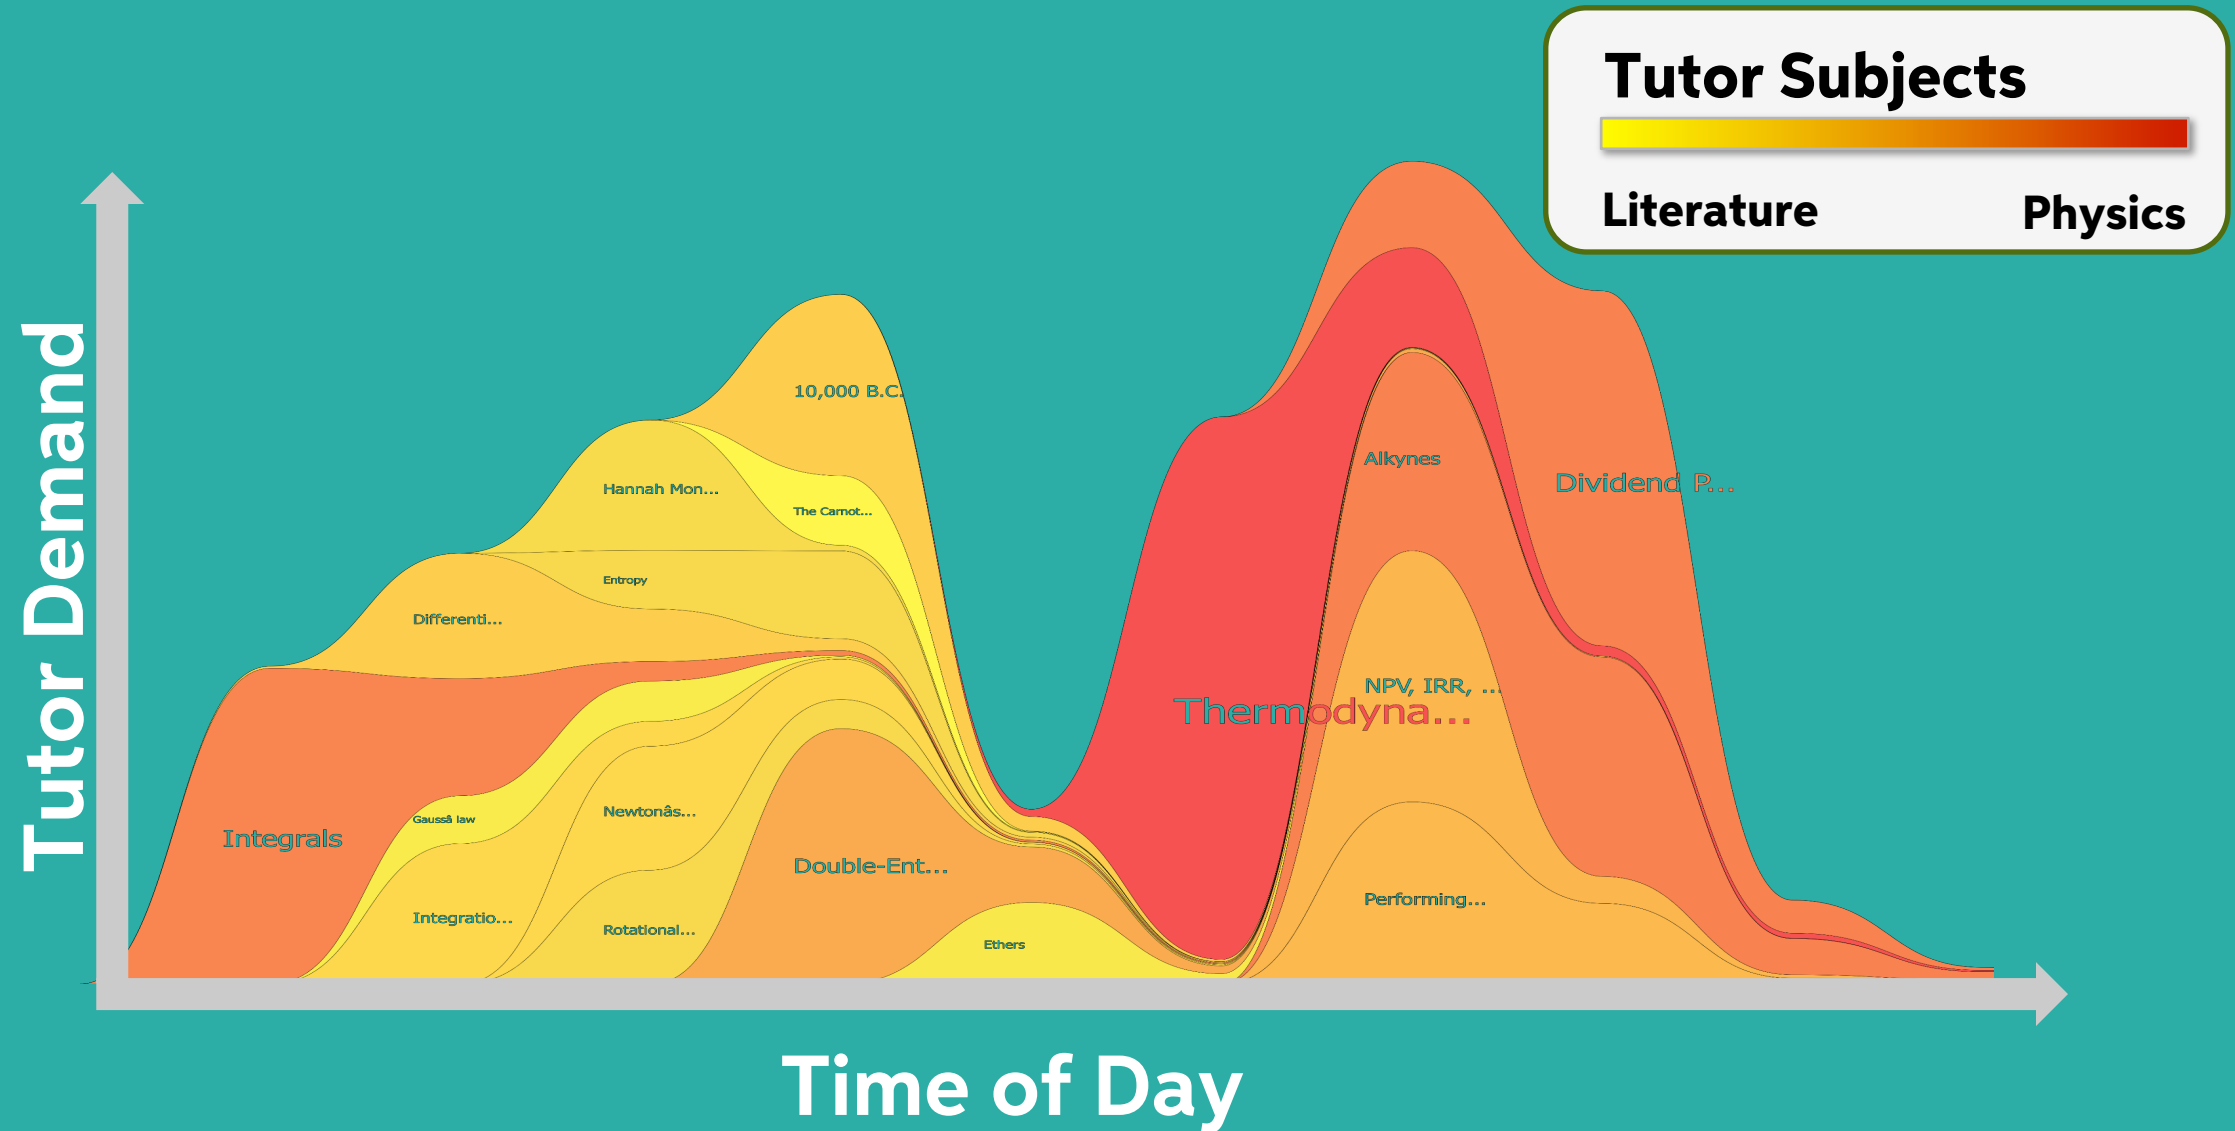 Tutor Subjects
Literature
Physics
Tutor Demand
10,000 B.C.
Hannah Mon...
The Carnot...
Entropy
Differenti...
Integrals
Gaussâ law
Newtonâs...
Integratio...
Rotational...
Double-Ent...
Ethers
Alkynes
Dividend P...
NPV, IRR, ...
Thermodyna...
Performing...
Time of Day